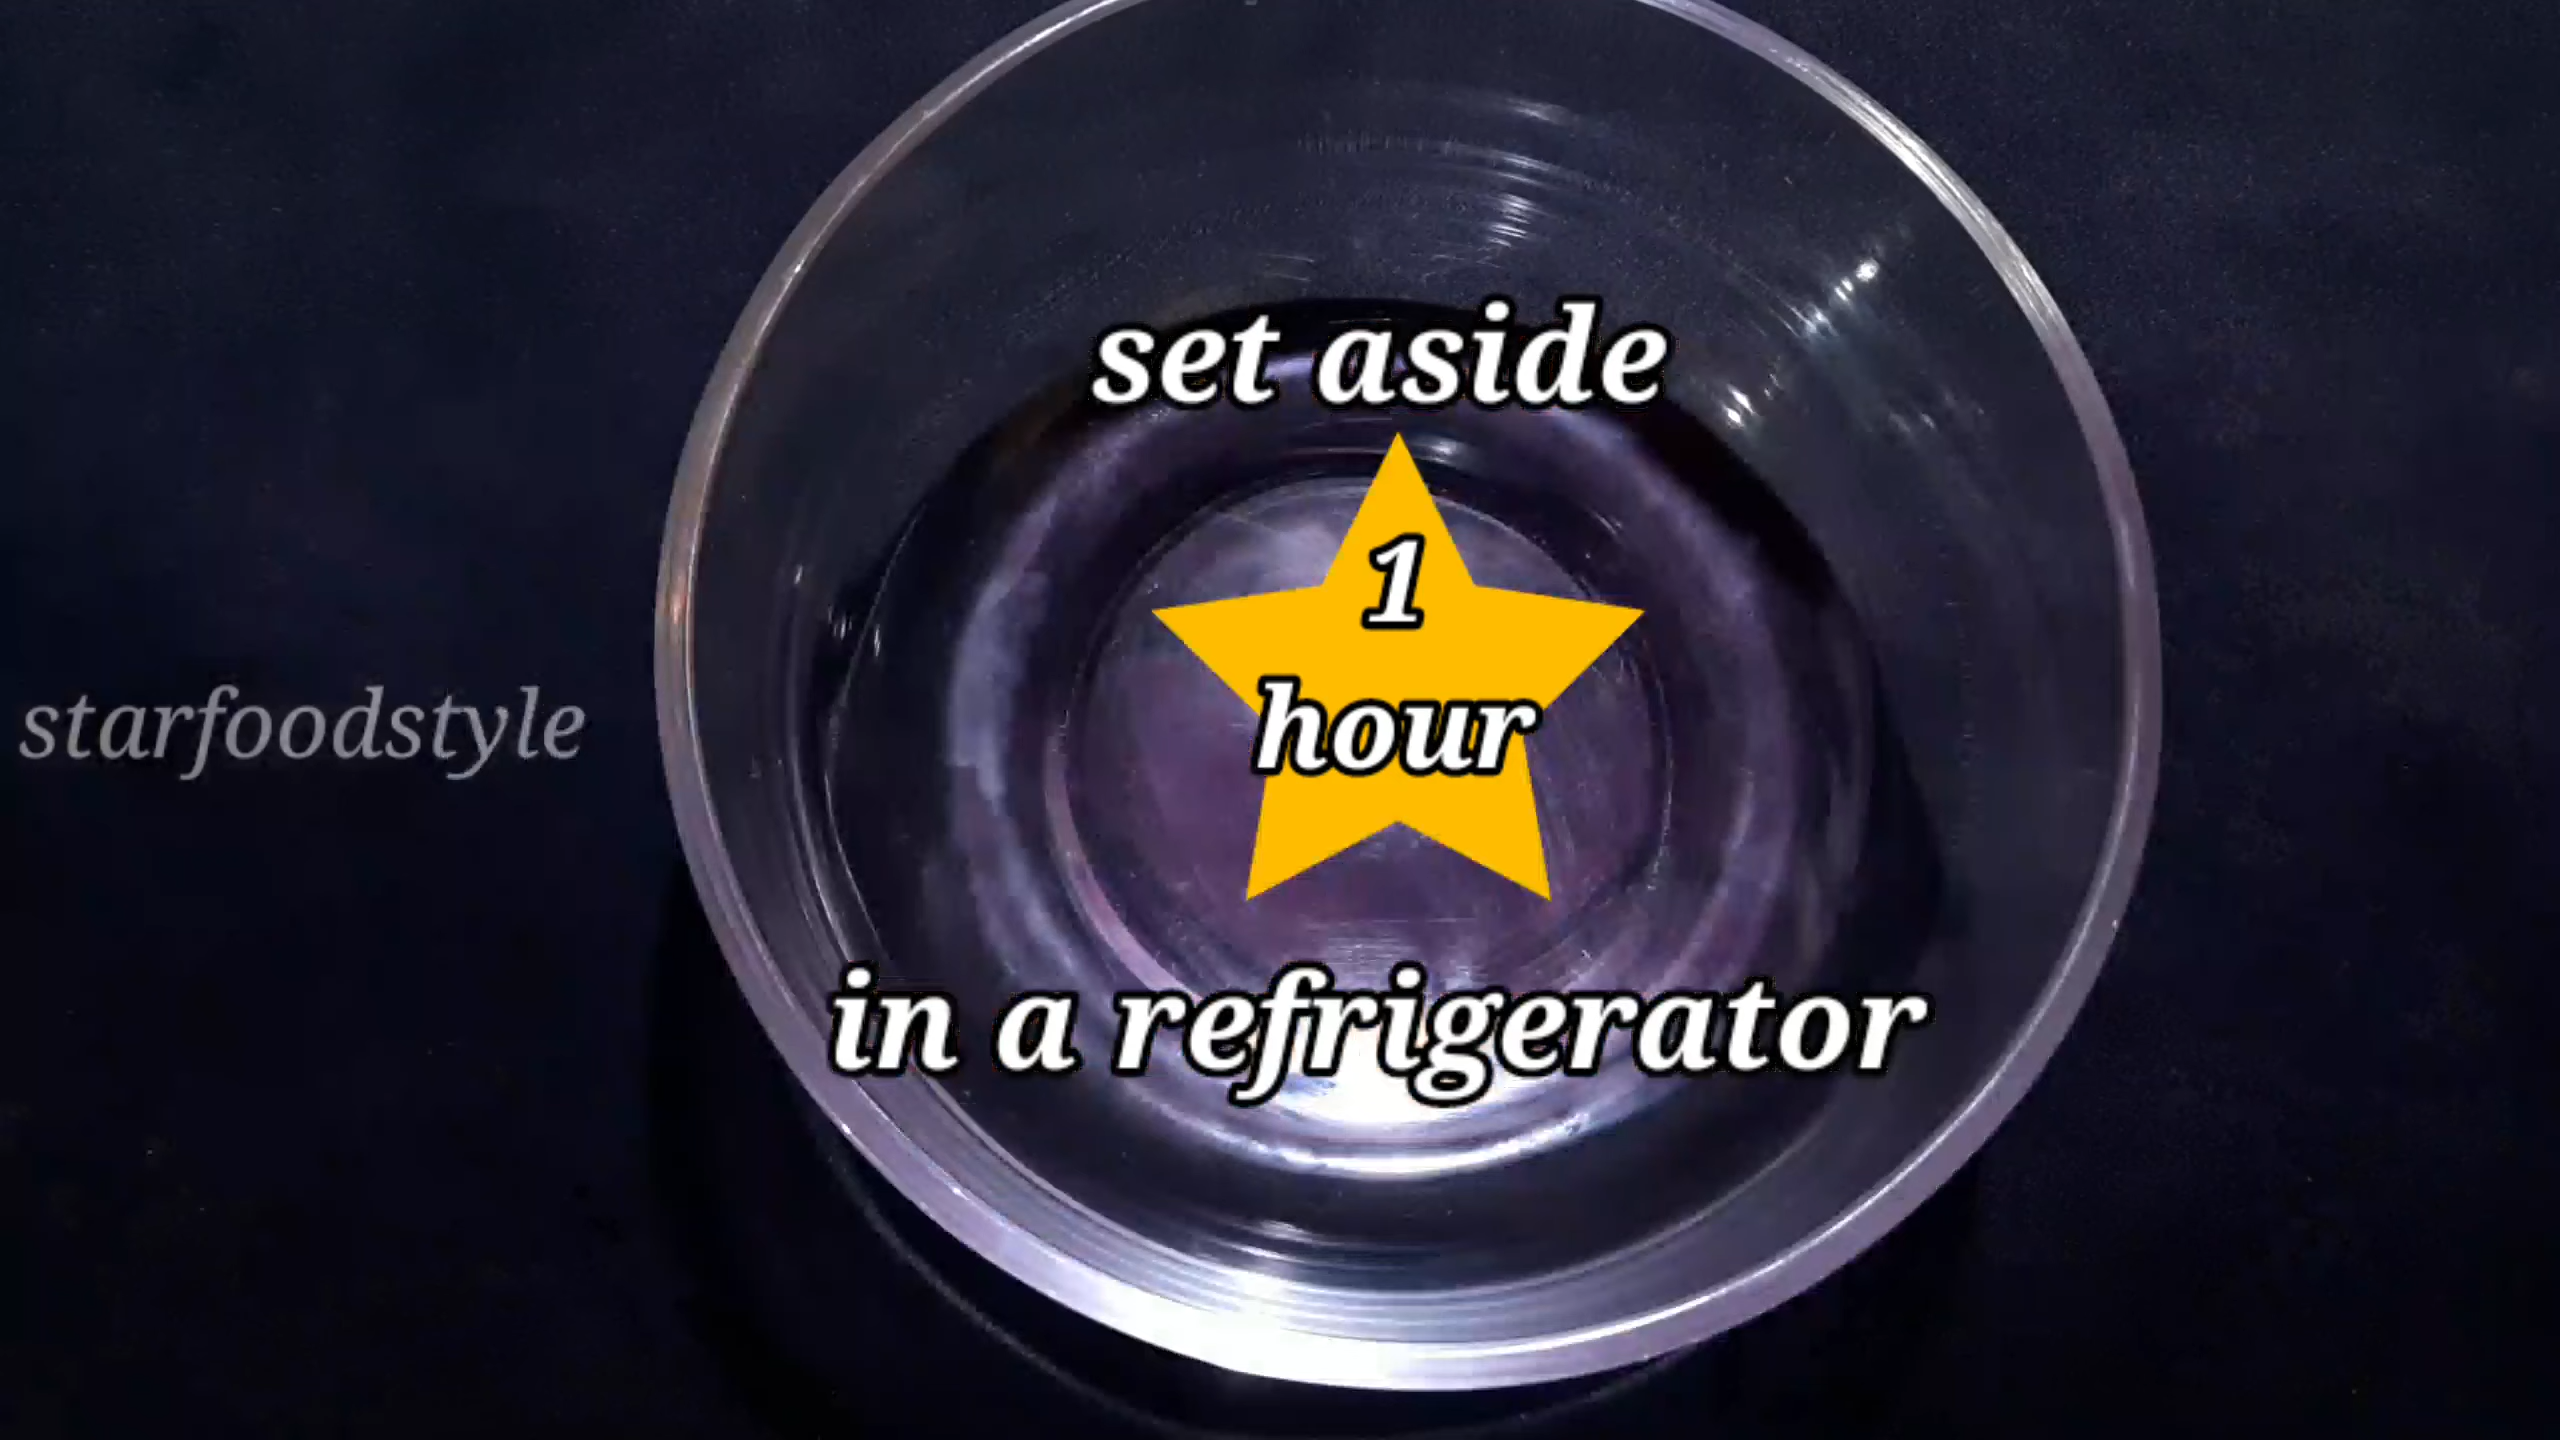 set aside
1
hour
starfoodstyle
in a refrigerator